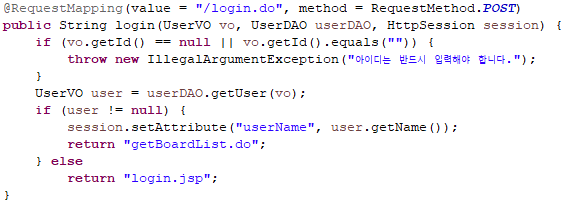 @RequestMapping(value = "/login.do", method = RequestMethod.POST)
public String login(UserVO vo, UserDAO userDAO, HttpSession session) {
    if (vo.getId() == null || vo.getId().equals("")) {
        throw new IllegalArgumentException("아이디는 반드시 입력해야 합니다.");
    }
    UserVO user = userDAO.getUser(vo);
    if (user != null) {
        session.setAttribute("userName", user.getName());
        return "getBoardList.do";
    } else
        return "login.jsp";
}